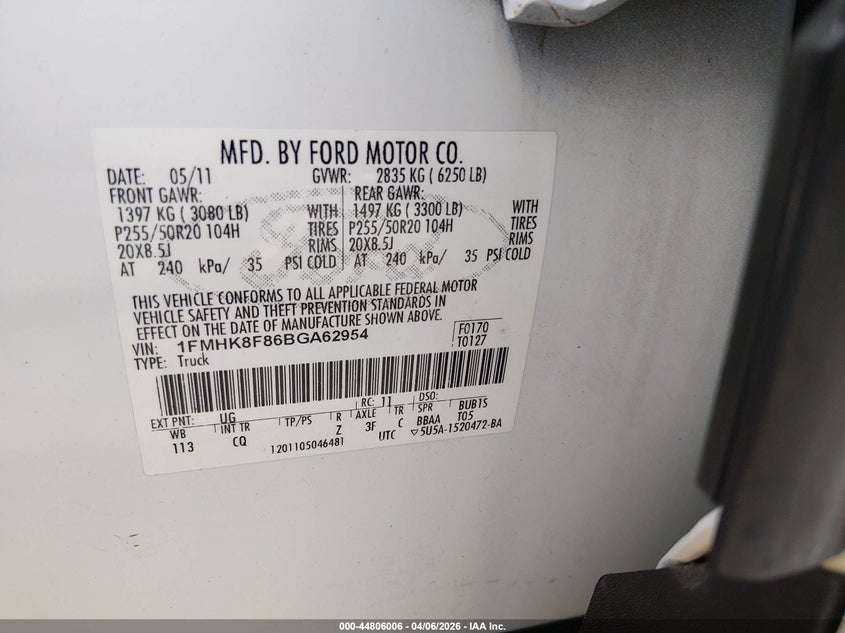 MFD. BY FORD MOTOR CO.
DATE: 05/11 GVWR: 2835 KG ( 6250 LB)
FRONT GAWR: REAR GAWR:
1397 KG ( 3080 LB) WITH 1497 KG ( 3300 LB) WITH
P255/50R20 104H TIRES P255/50R20 104H TIRES
20X8.5J RIMS 20X8.5J RIMS
AT 240 kPa/ 35 PSI COLD AT 240 kPa/ 35 PSI COLD
THIS VEHICLE CONFORMS TO ALL APPLICABLE FEDERAL MOTOR
VEHICLE SAFETY AND THEFT PREVENTION STANDARDS IN
EFFECT ON THE DATE OF MANUFACTURE SHOWN ABOVE.
VIN: 1FMHK8F86BGA62954 F0170
TYPE: Truck T0127
EXT PNT: UG RC: 11 DSO:
WB INT TR TP/PS R AXLE TR SPR BUB1S
113 CQ Z 3F C BBAA T05
1201105046481 UTC ▽5U5A-1520472-BA
Ford
000-44806006 - 04/06/2026 - IAA Inc.